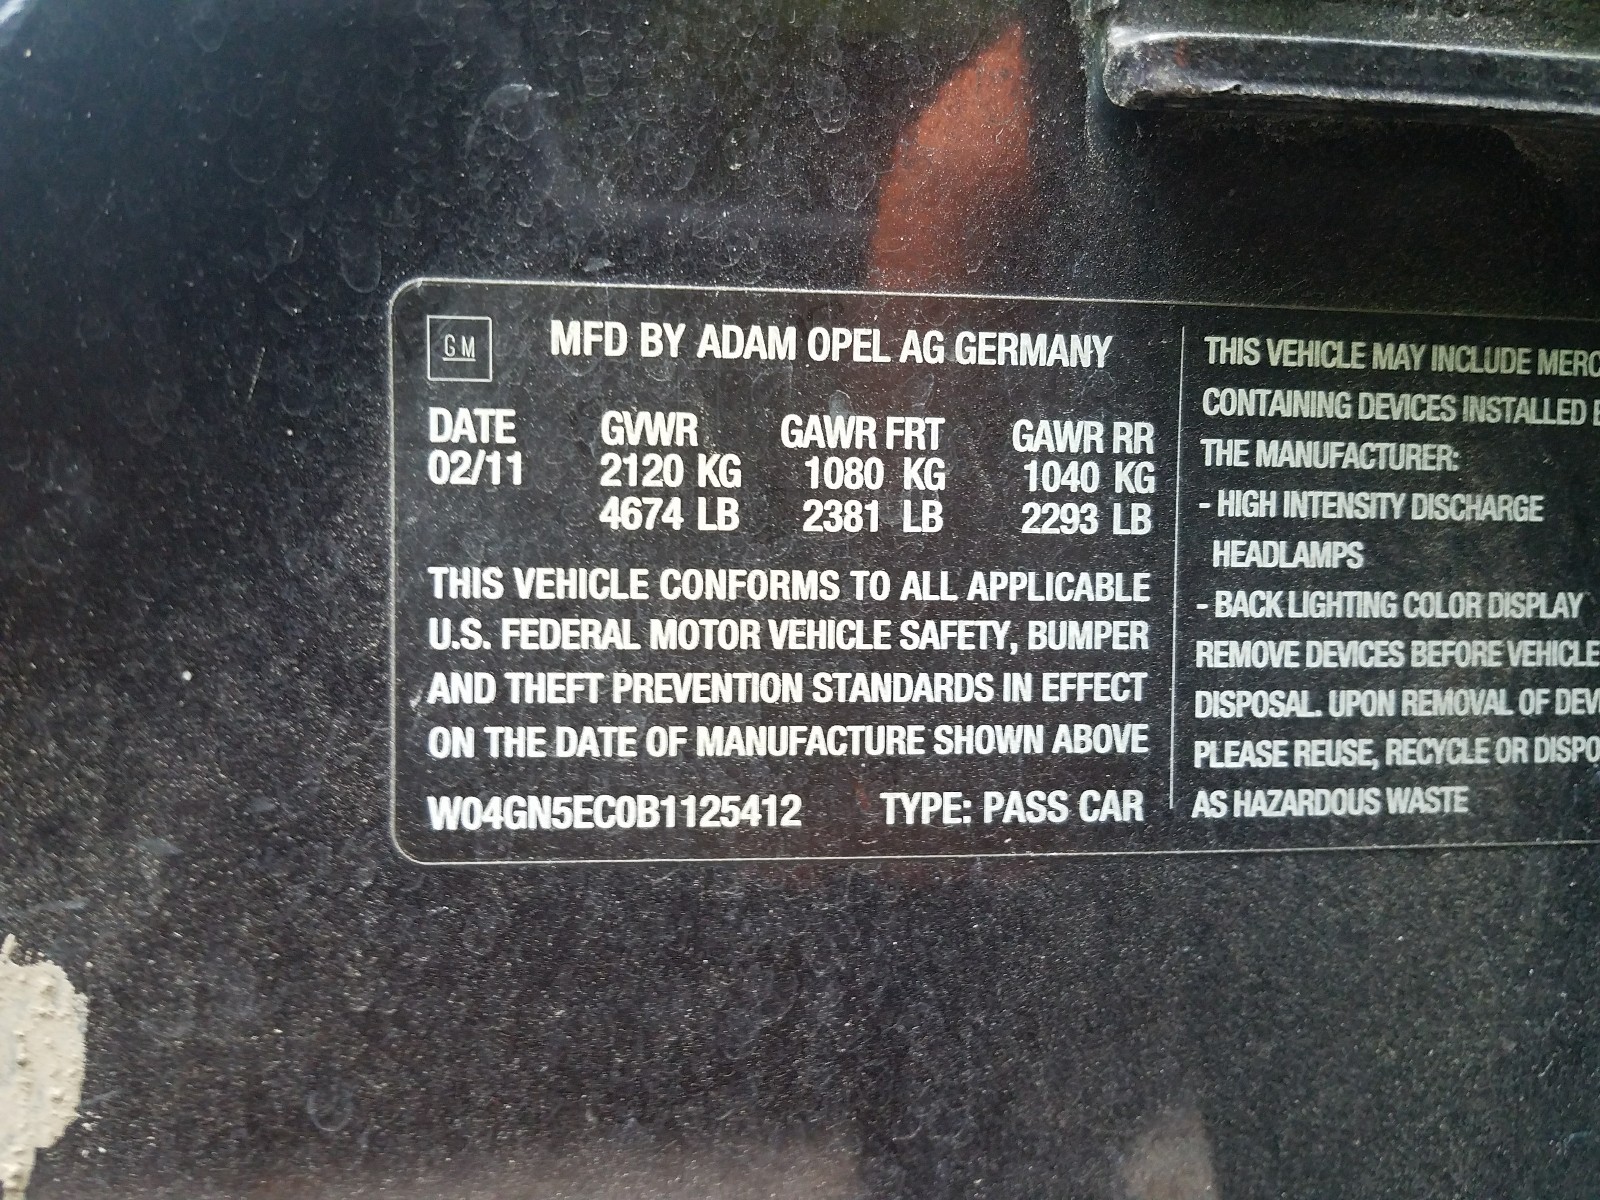 GM
MFD BY ADAM OPEL AG GERMANY
DATE GVWR GAWR FRT GAWR RR
02/11 2120 KG 1080 KG 1040 KG
4674 LB 2381 LB 2293 LB
THIS VEHICLE CONFORMS TO ALL APPLICABLE
U.S. FEDERAL MOTOR VEHICLE SAFETY, BUMPER
AND THEFT PREVENTION STANDARDS IN EFFECT
ON THE DATE OF MANUFACTURE SHOWN ABOVE
W04GN5EC0B1125412 TYPE: PASS CAR
THIS VEHICLE MAY INCLUDE MERC
CONTAINING DEVICES INSTALLED
THE MANUFACTURER:
- HIGH INTENSITY DISCHARGE
HEADLAMPS
- BACK LIGHTING COLOR DISPLAY
REMOVE DEVICES BEFORE VEHICLE
DISPOSAL. UPON REMOVAL OF DEV
PLEASE REUSE, RECYCLE OR DISPO
AS HAZARDOUS WASTE